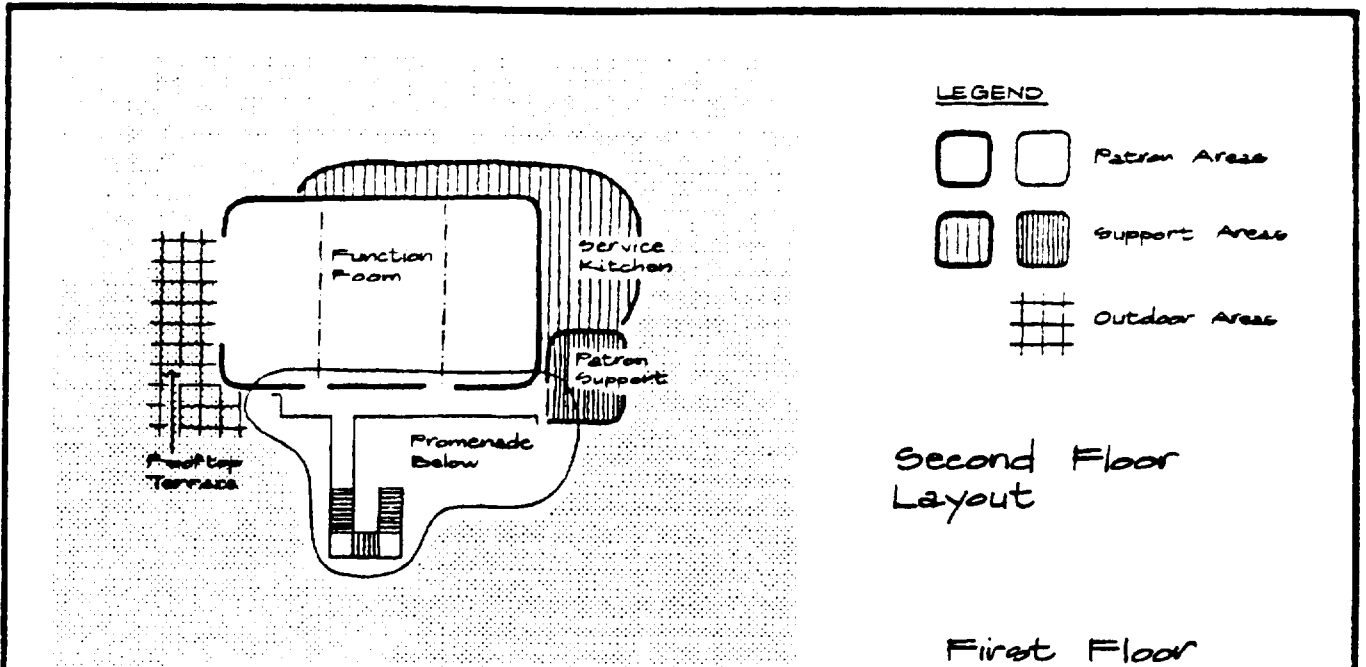 LEGEND
Patron Areas
Support Areas
Outdoor Areas
Function
Room
Service
Kitchen
Patron
Support
Promenade
Below
Rooftop
Terrace
Second Floor
Layout
First Floor